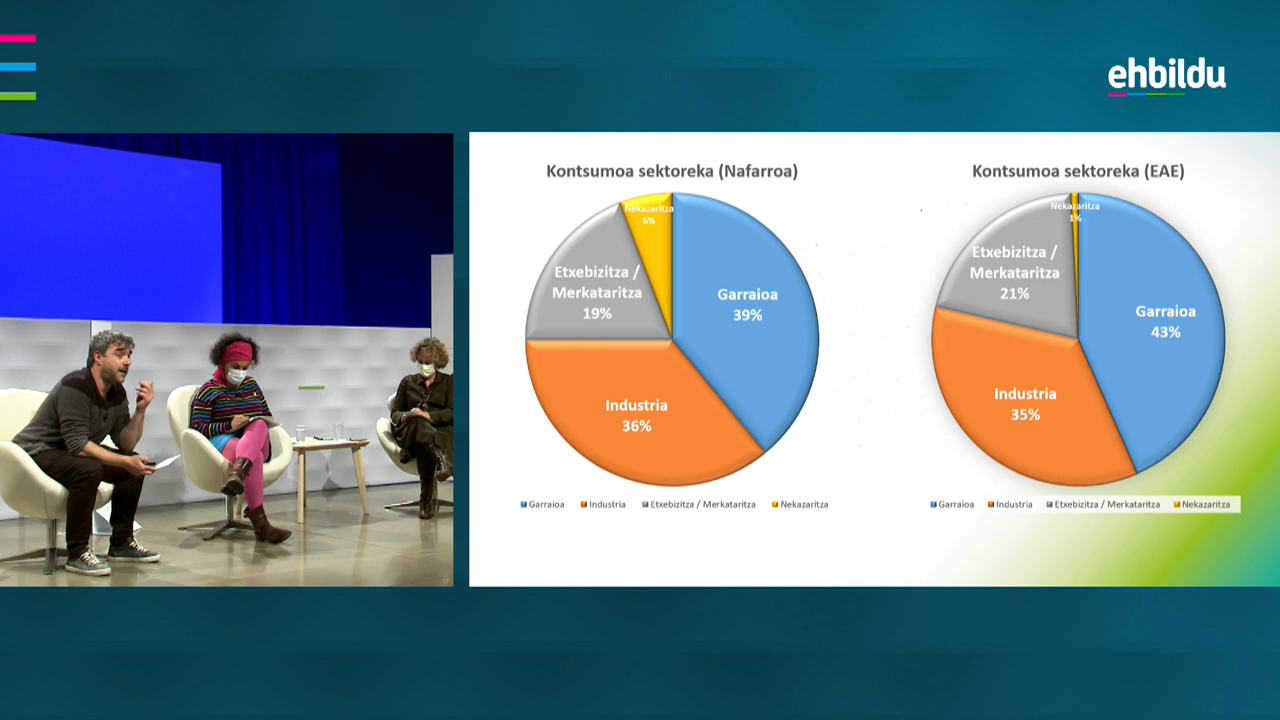 ehbildu
Kontsumoa sektoreka (Nafarroa)
Nekazaritza
6%
Etxebizitza /
Merkataritza
19%
Garraioa
39%
Industria
36%
Garraioa Industria Etxebizitza / Merkataritza Nekazaritza
Kontsumoa sektoreka (EAE)
Nekazaritza
1%
Etxebizitza /
Merkataritza
21%
Garraioa
43%
Industria
35%
Garraioa Industria Etxebizitza / Merkataritza Nekazaritza